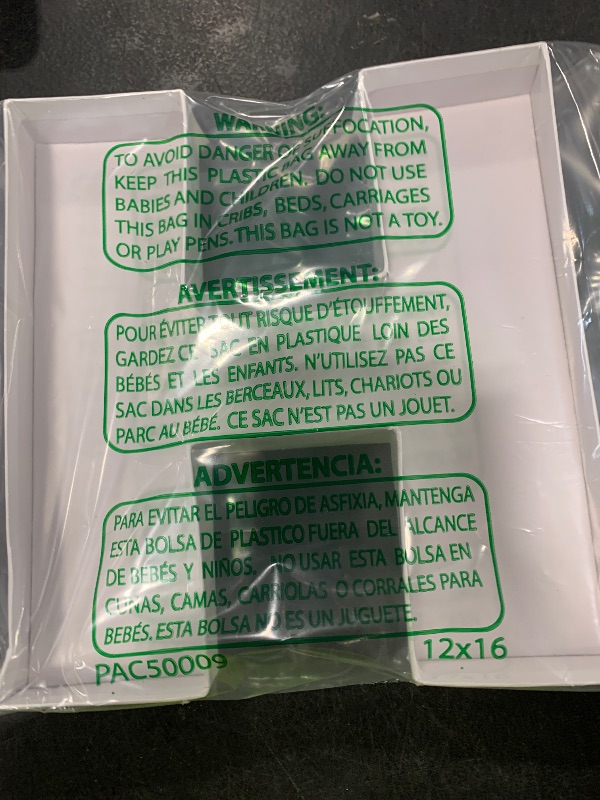 WARNING:
TO AVOID DANGER OF SUFFOCATION,
KEEP THIS PLASTIC BAG AWAY FROM
BABIES AND CHILDREN. DO NOT USE
THIS BAG IN CRIBS, BEDS, CARRIAGES
OR PLAY PENS. THIS BAG IS NOT A TOY.
AVERTISSEMENT:
POUR ÉVITER TOUT RISQUE D'ÉTOUFFEMENT,
GARDEZ CE SAC EN PLASTIQUE LOIN DES
BÉBÉS ET LES ENFANTS. N'UTILISEZ PAS CE
SAC DANS LES BERCEAUX, LITS, CHARIOTS OU
PARC AU BÉBÉ. CE SAC N'EST PAS UN JOUET.
ADVERTENCIA:
PARA EVITAR EL PELIGRO DE ASFIXIA, MANTENGA
ESTA BOLSA DE PLASTICO FUERA DEL ALCANCE
DE BEBÉS Y NIÑOS. NO USAR ESTA BOLSA EN
CUNAS, CAMAS, CARRIOLAS O CORRALES PARA
BEBÉS. ESTA BOLSA NO ES UN JUGUETE.
PAC50009 12x16